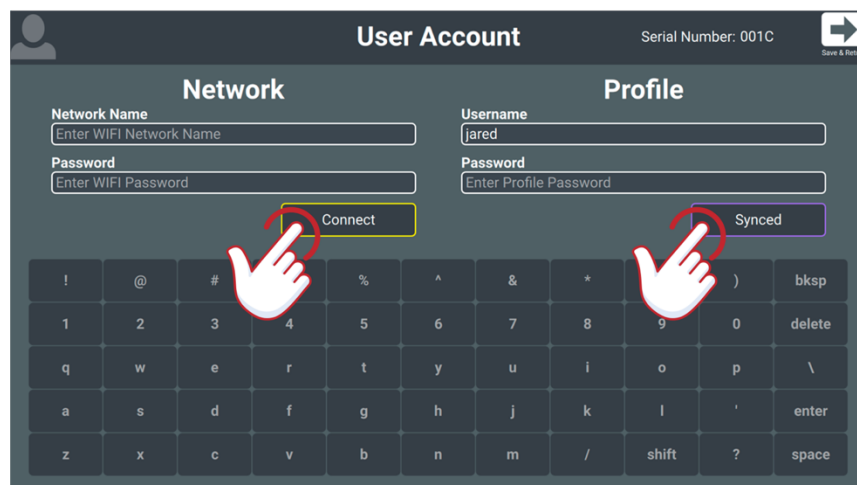 User Account
Serial Number: 001C
Save & Ret
Network
Network Name
Enter WIFI Network Name
Password
Enter WIFI Password
Connect
Profile
Username
jared
Password
Enter Profile Password
Synced
! @ # % ^ & * ) bksp
1 2 3 4 5 6 7 8 9 0 delete
q w e r t y u i o p \
a s d f g h j k l ' enter
z x c v b n m / shift ? space